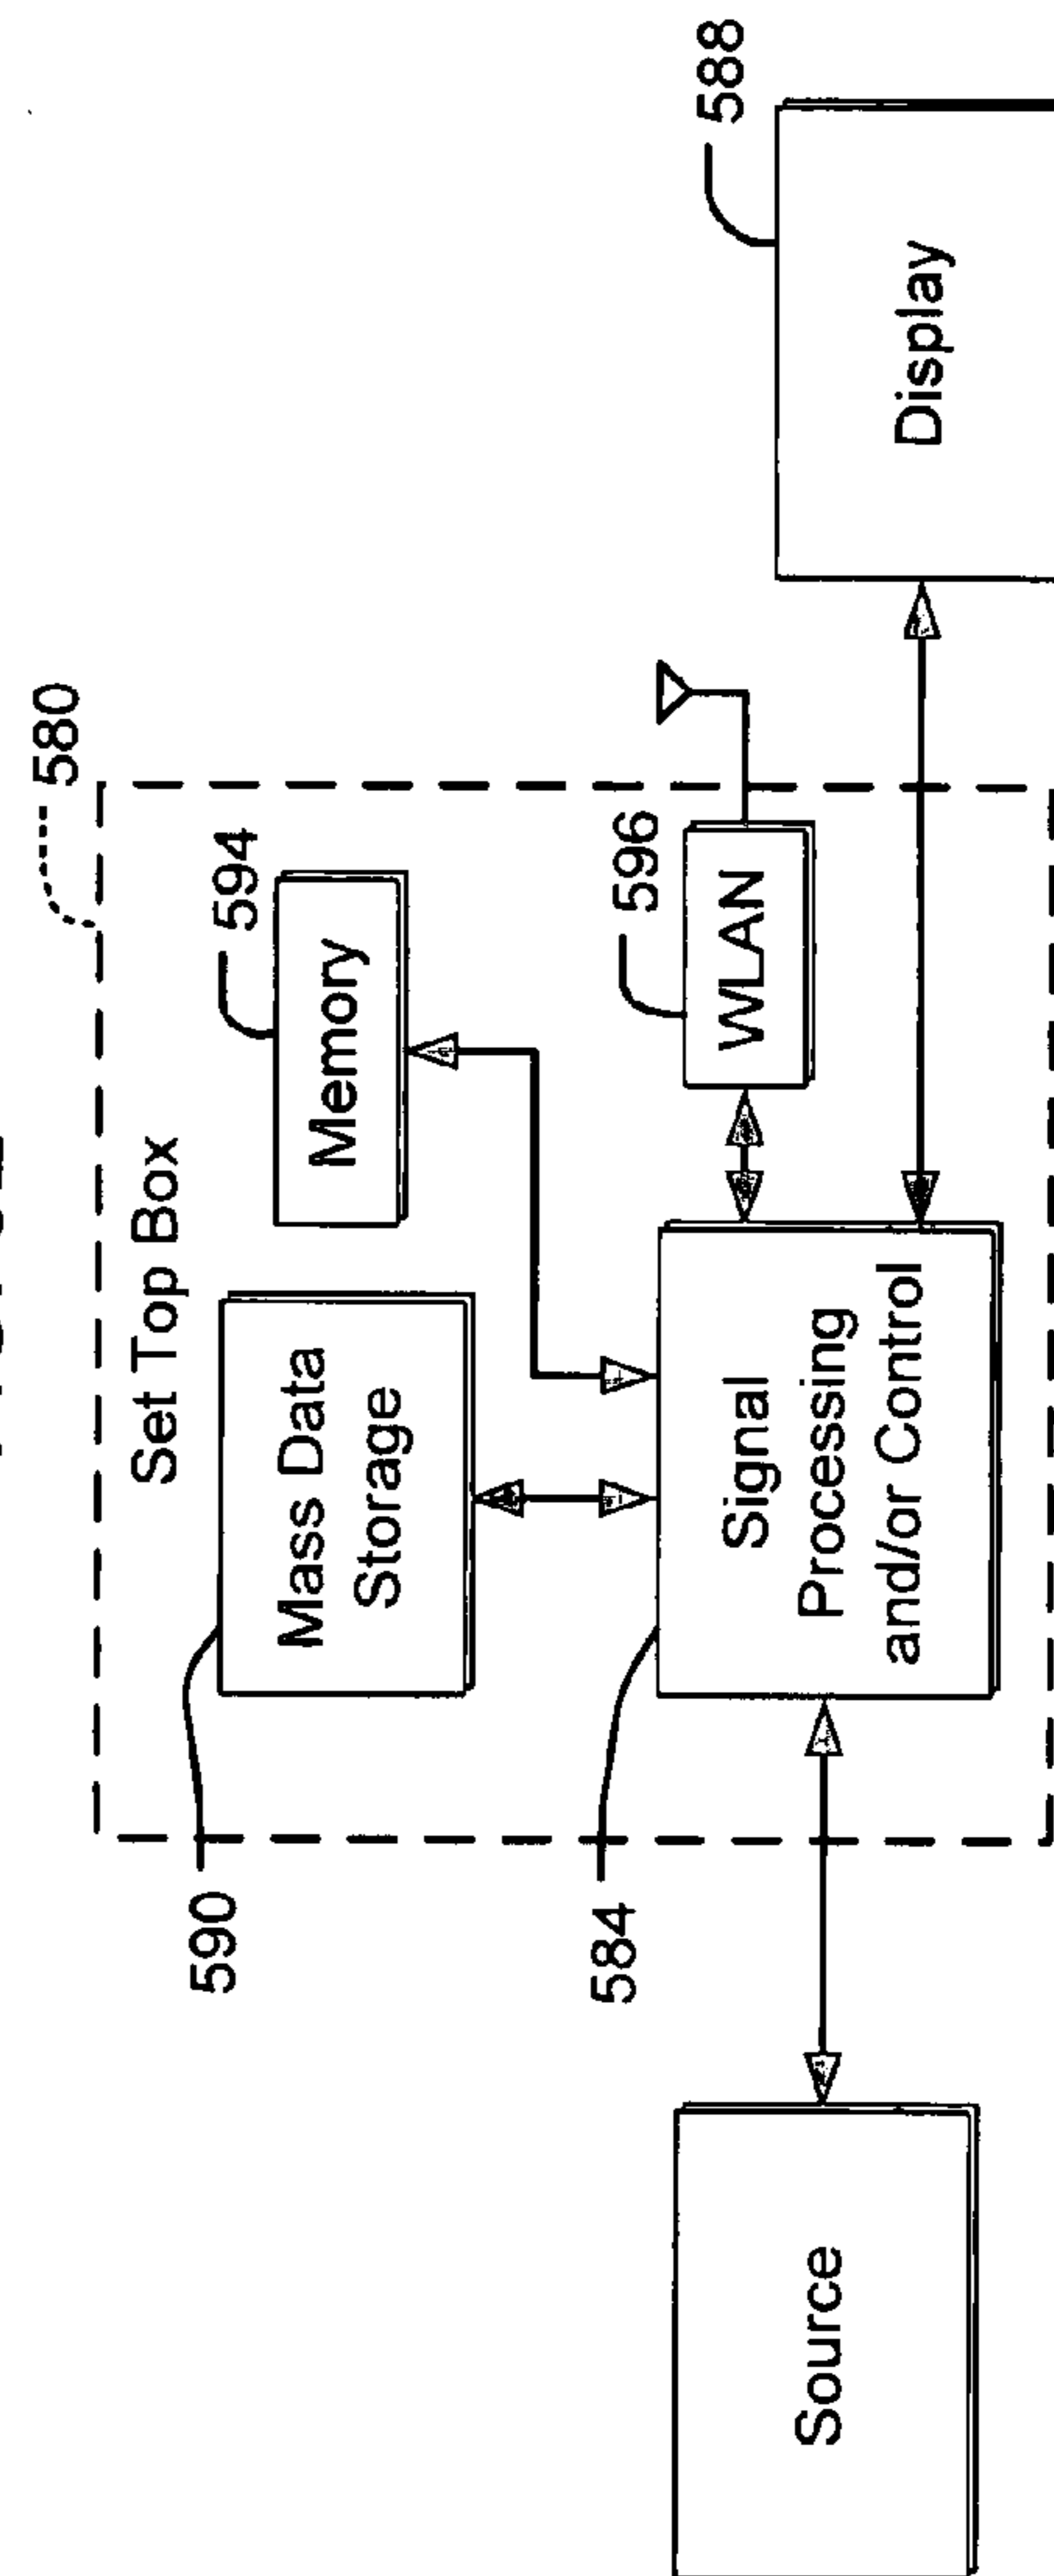 580
Set Top Box
590
Mass Data
Storage
594
Memory
596
WLAN
584
Signal
Processing
and/or Control
588
Display
Source